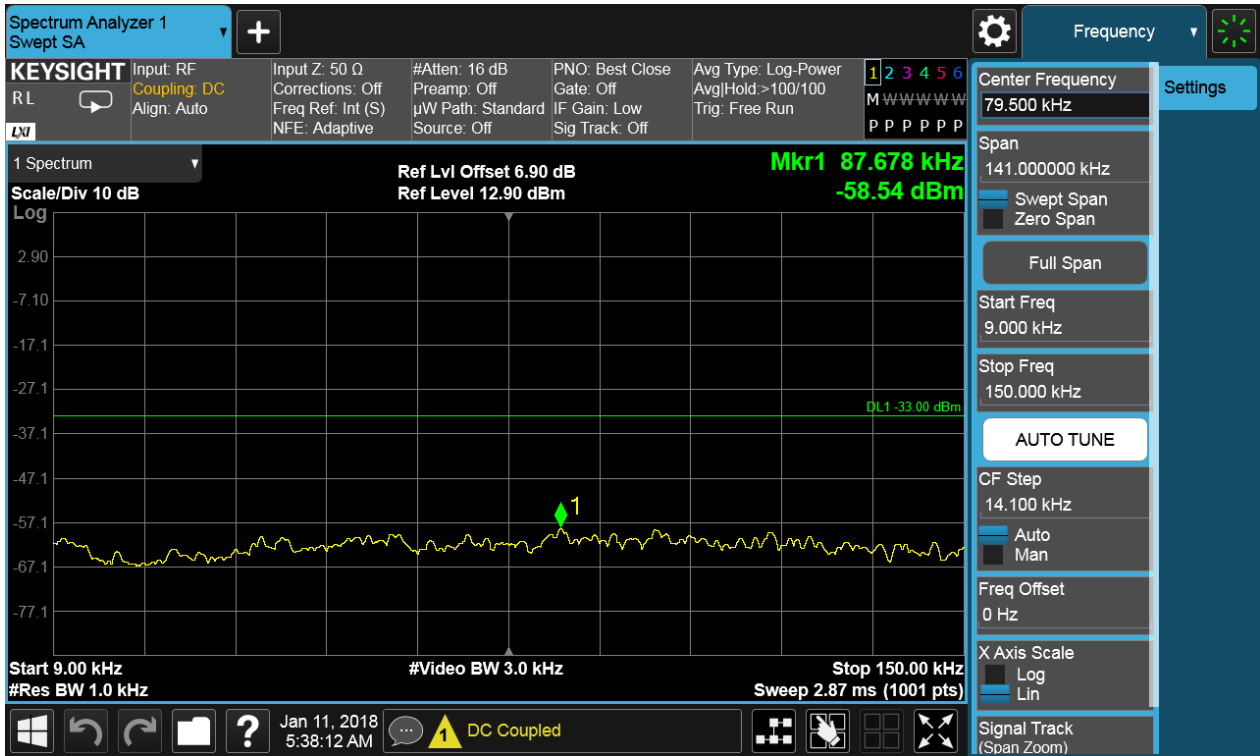 Spectrum Analyzer 1
Swept SA
+
Frequency
KEYSIGHT
RL
LXI
Input: RF
Coupling: DC
Align: Auto
Input Z: 50 Ω
Corrections: Off
Freq Ref: Int (S)
NFE: Adaptive
#Atten: 16 dB
Preamp: Off
µW Path: Standard
Source: Off
PNO: Best Close
Gate: Off
IF Gain: Low
Sig Track: Off
Avg Type: Log-Power
Avg|Hold:>100/100
Trig: Free Run
1 2 3 4 5 6
M W W W W W
P P P P P P
1 Spectrum
Scale/Div 10 dB
Log
Ref Lvl Offset 6.90 dB
Ref Level 12.90 dBm
Mkr1 87.678 kHz
-58.54 dBm
2.90
-7.10
-17.1
-27.1
-37.1
-47.1
-57.1
-67.1
-77.1
DL1 -33.00 dBm
1
Start 9.00 kHz
#Res BW 1.0 kHz
#Video BW 3.0 kHz
Stop 150.00 kHz
Sweep 2.87 ms (1001 pts)
Center Frequency
79.500 kHz
Span
141.000000 kHz
Swept Span
Zero Span
Full Span
Start Freq
9.000 kHz
Stop Freq
150.000 kHz
AUTO TUNE
CF Step
14.100 kHz
Auto
Man
Freq Offset
0 Hz
X Axis Scale
Log
Lin
Signal Track
(Span Zoom)
Settings
?
Jan 11, 2018
5:38:12 AM
1
DC Coupled